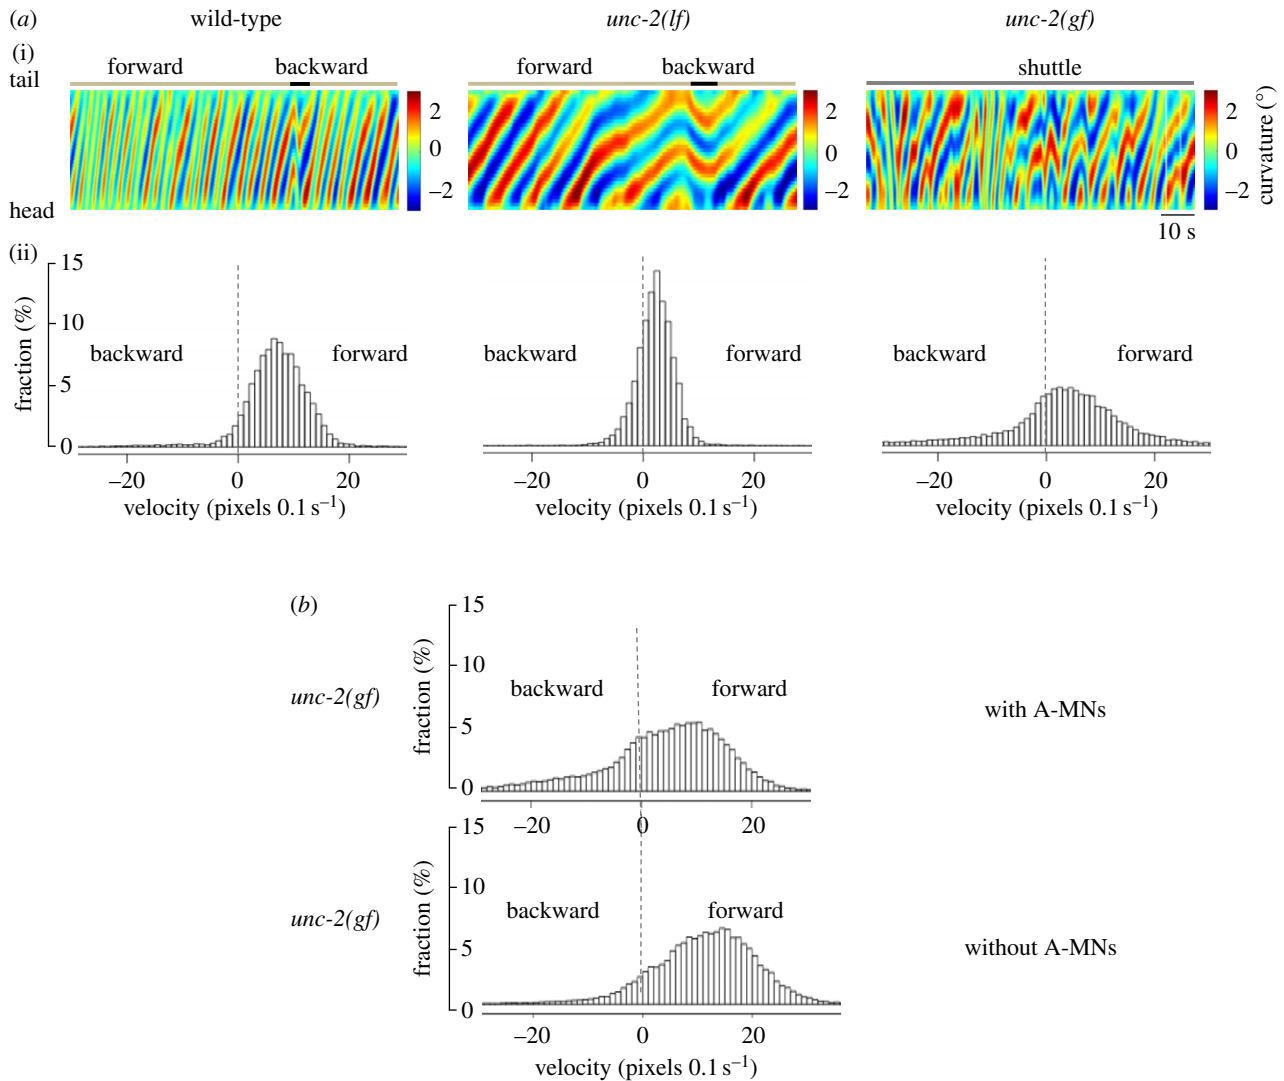 (a) wild-type unc-2(lf) unc-2(gf)
(i)
forward backward forward backward shuttle
tail
2 2 2
0 0 0
–2 –2 –2
curvature (°)
head
10 s
(ii)
15
10
5
0
fraction (%)
backward forward backward forward backward forward
–20 0 20 –20 0 20 –20 0 20
velocity (pixels 0.1 s–1) velocity (pixels 0.1 s–1) velocity (pixels 0.1 s–1)
(b)
15
10
5
0
fraction (%)
unc-2(gf)
backward forward
with A-MNs
–20 0 20
15
10
5
0
fraction (%)
unc-2(gf)
backward forward
without A-MNs
–20 0 20
velocity (pixels 0.1 s–1)